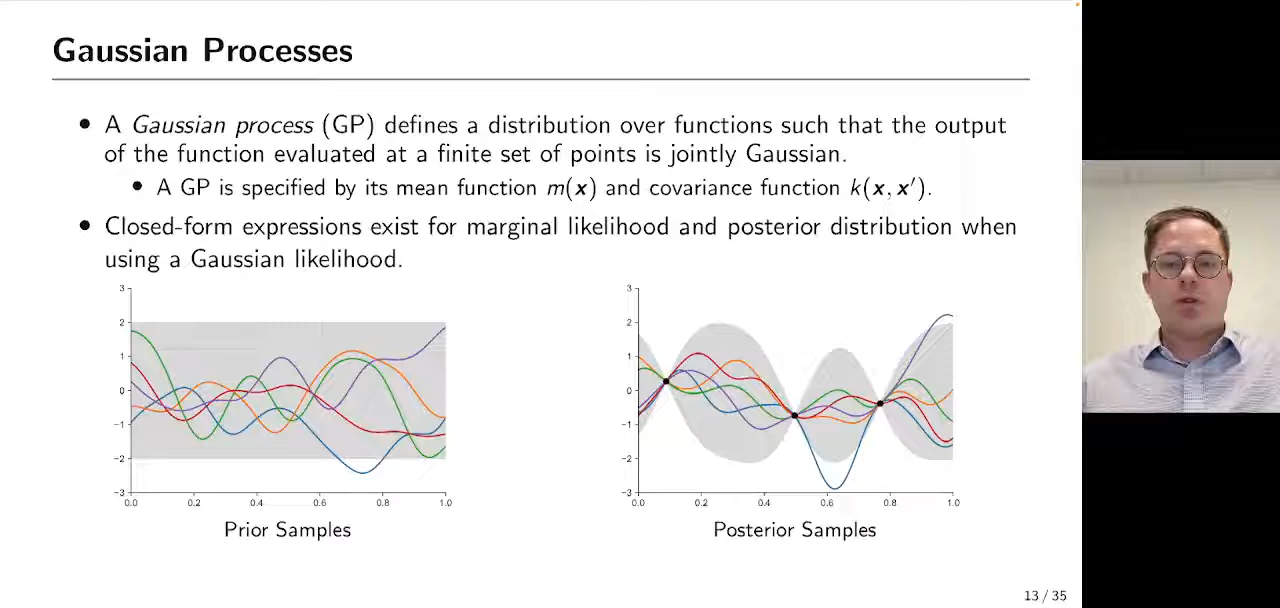 Gaussian Processes
• A Gaussian process (GP) defines a distribution over functions such that the output
of the function evaluated at a finite set of points is jointly Gaussian.
• A GP is specified by its mean function m(x) and covariance function k(x, x′).
• Closed-form expressions exist for marginal likelihood and posterior distribution when
using a Gaussian likelihood.
3
2
1
0
−1
−2
−3
0.0 0.2 0.4 0.6 0.8 1.0
Prior Samples
3
2
1
0
−1
−2
−3
0.0 0.2 0.4 0.6 0.8 1.0
Posterior Samples
13 / 35